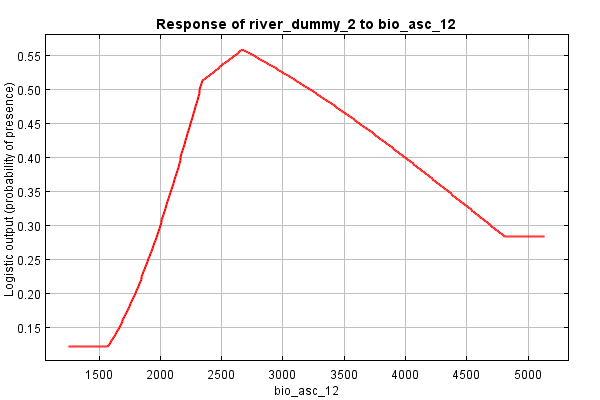 Response of river_dummy_2 to bio_asc_12
Logistic output (probability of presence)
0.55
0.50
0.45
0.40
0.35
0.30
0.25
0.20
0.15
1500 2000 2500 3000 3500 4000 4500 5000
bio_asc_12